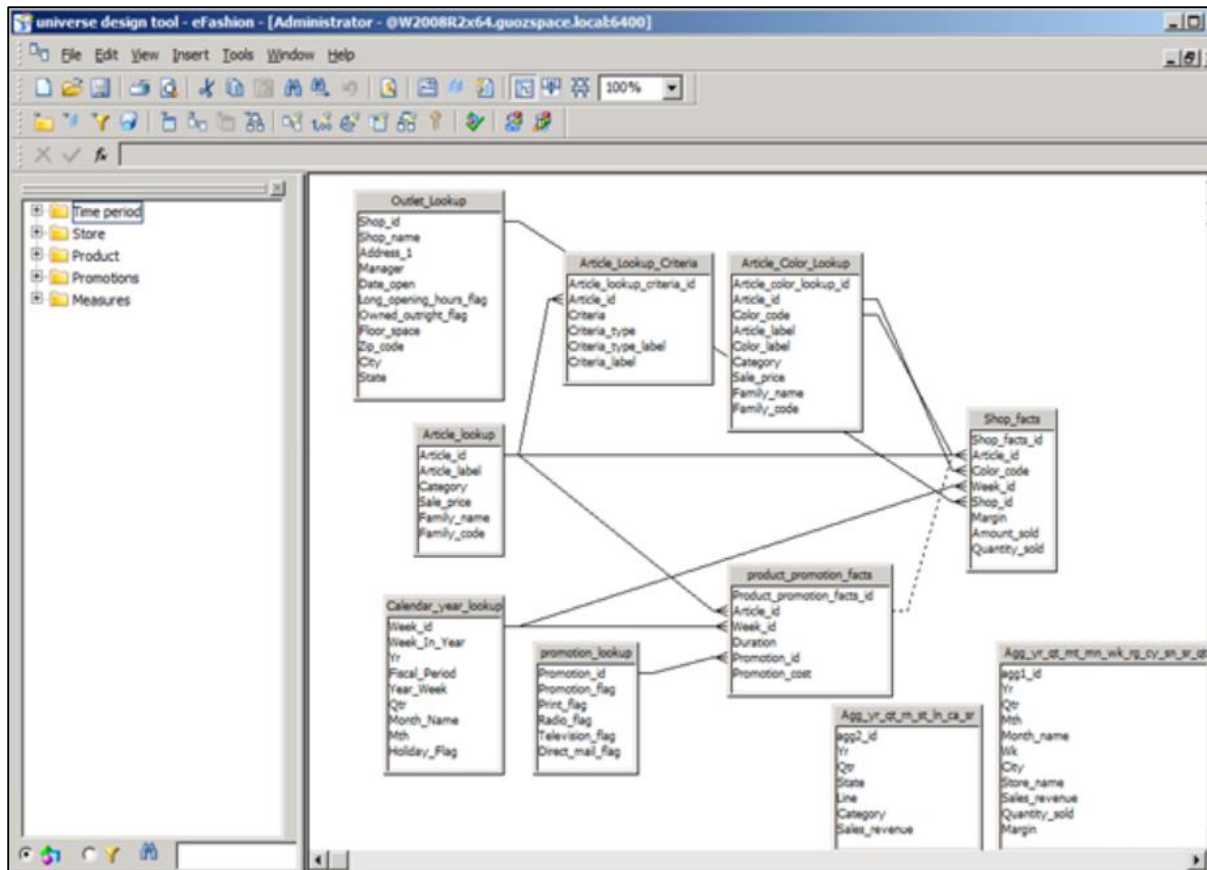 universe design tool - eFashion - [Administrator - @W2008R2x64.guozspace.local:6400]
File Edit View Insert Tools Window Help
100%
Time period
Store
Product
Promotions
Measures
Outlet_Lookup
Shop_id
Shop_name
Address_1
Manager
Date_open
Long_opening_hours_flag
Owned_outright_flag
Floor_space
Zip_code
City
State
Article_Lookup_Criteria
Article_lookup_criteria_id
Article_id
Criteria
Criteria_type
Criteria_type_label
Criteria_label
Article_Color_Lookup
Article_color_lookup_id
Article_id
Color_code
Article_label
Color_label
Category
Sale_price
Family_name
Family_code
Shop_facts
Shop_facts_id
Article_id
Color_code
Week_id
Shop_id
Margin
Amount_sold
Quantity_sold
Article_lookup
Article_id
Article_label
Category
Sale_price
Family_name
Family_code
product_promotion_facts
Product_promotion_facts_id
Article_id
Week_id
Duration
Promotion_id
Promotion_cost
Calendar_year_lookup
Week_id
Week_In_Year
Yr
Fiscal_Period
Year_Week
Qtr
Month_Name
Mth
Holiday_Flag
promotion_lookup
Promotion_id
Promotion_flag
Print_flag
Radio_flag
Television_flag
Direct_mail_flag
Agg_yr_qt_rn_st_ln_ca_sr
agg2_id
Yr
Qtr
State
Line
Category
Sales_revenue
Agg_yr_qt_mt_mn_wk_rg_cy_sn_sr_qt
agg1_id
Yr
Qtr
Mth
Month_name
Wk
City
Store_name
Sales_revenue
Quantity_sold
Margin